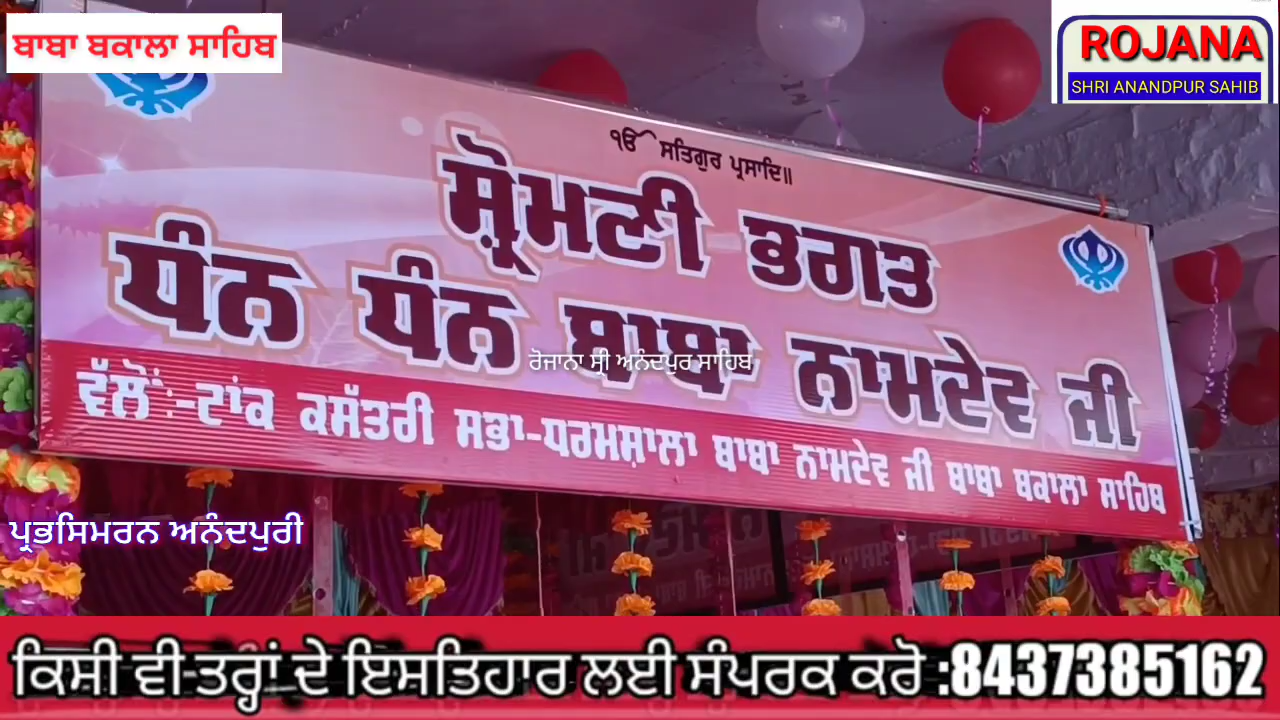 ਬਾਬਾ ਬਕਾਲਾ ਸਾਹਿਬ
ROJANA
SHRI ANANDPUR SAHIB
ੴ ਸਤਿਗੁਰ ਪ੍ਰਸਾਦਿ॥
ਸ਼੍ਰੋਮਣੀ ਭਗਤ
ਧੰਨ ਧੰਨ ਬਾਬਾ ਨਾਮਦੇਵ ਜੀ
ਰੋਜਾਨਾ ਸ੍ਰੀ ਅਨੰਦਪੁਰ ਸਾਹਿਬ
ਵੱਲੋਂ :-ਟਾਂਕ ਕਸ਼ੱਤਰੀ ਸਭਾ-ਧਰਮਸ਼ਾਲਾ ਬਾਬਾ ਨਾਮਦੇਵ ਜੀ ਬਾਬਾ ਬਕਾਲਾ ਸਾਹਿਬ
ਪ੍ਰਭਸਿਮਰਨ ਅਨੰਦਪੁਰੀ
ਕਿਸੀ ਵੀ ਤਰ੍ਹਾਂ ਦੇ ਇਸਤਿਹਾਰ ਲਈ ਸੰਪਰਕ ਕਰੋ :8437385162